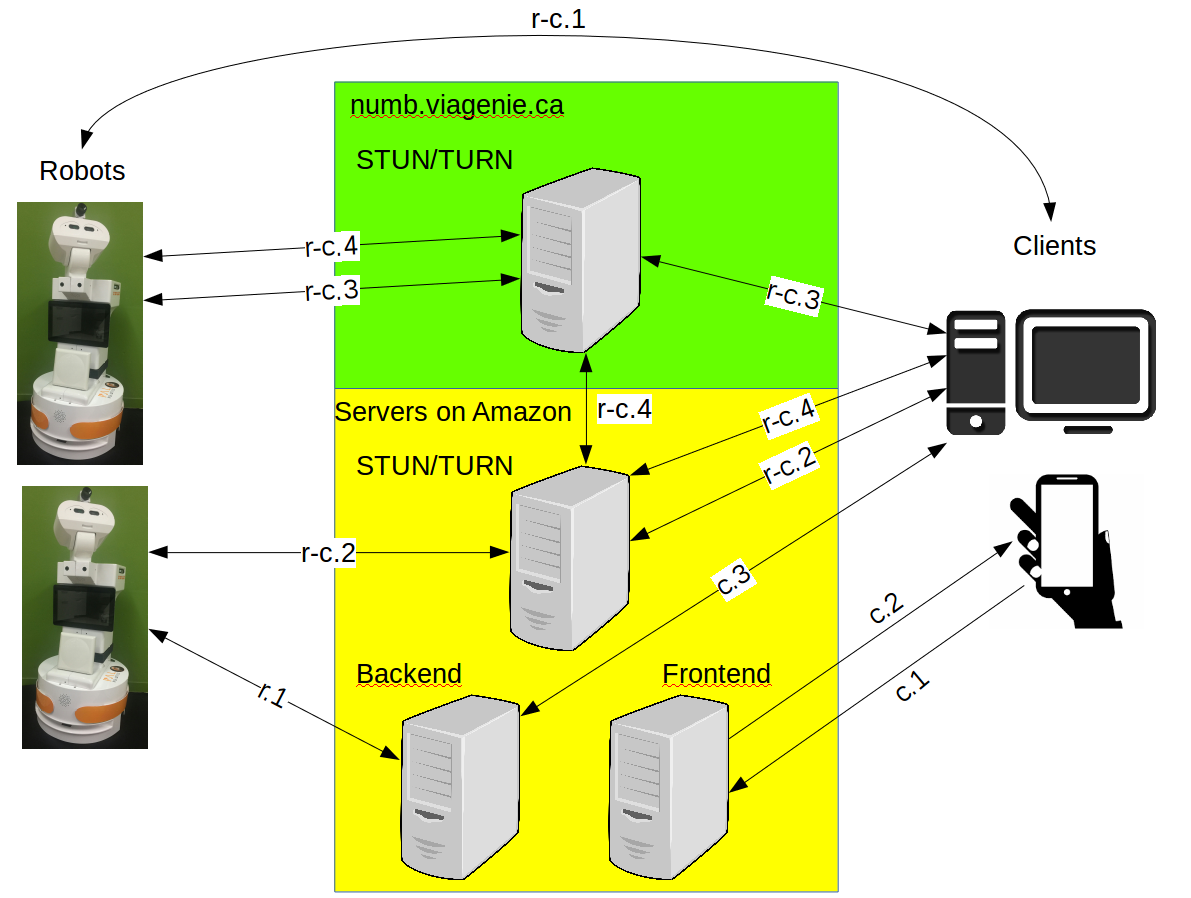 r-c.1
numb.viagenie.ca
STUN/TURN
Robots
Clients
r-c.4
r-c.3
r-c.3
Servers on Amazon
r-c.4
r-c.4
STUN/TURN
r-c.2
r-c.2
c.3
c.2
Backend
Frontend
c.1
r.1